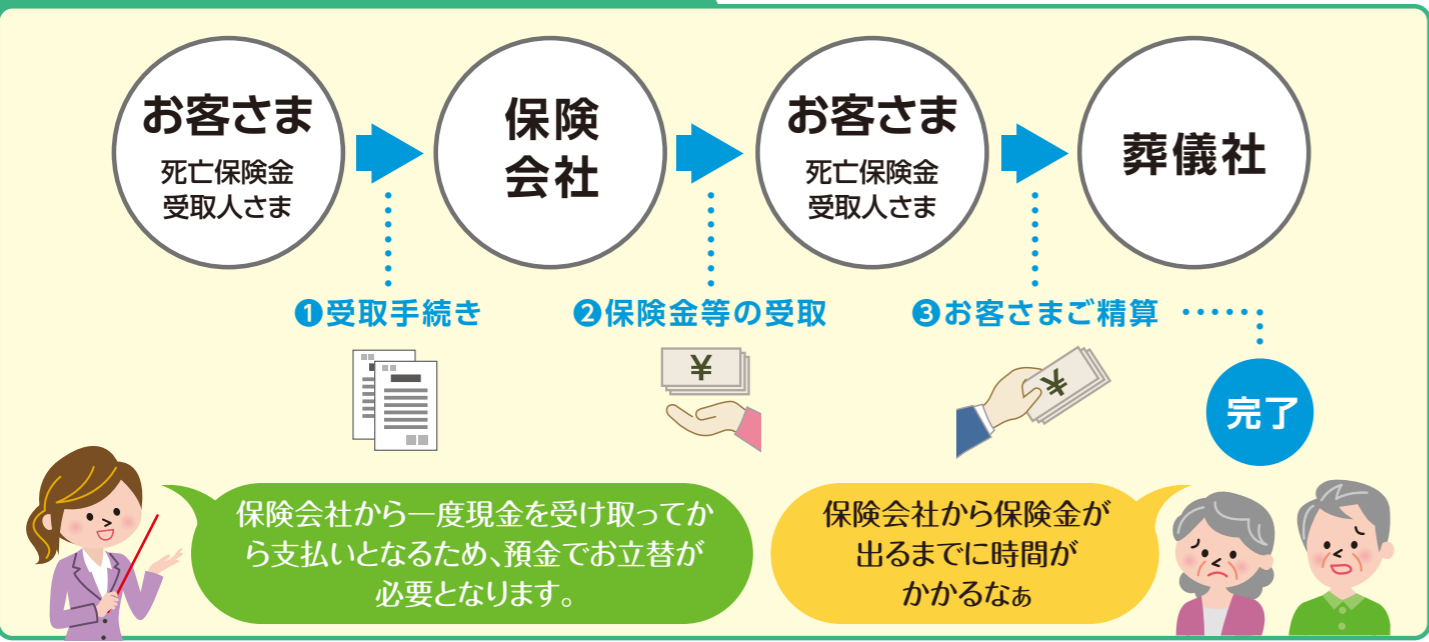 お客さま
死亡保険金
受取人さま
保険
会社
お客さま
死亡保険金
受取人さま
葬儀社
❶受取手続き
❷保険金等の受取
❸お客さまご精算
¥
¥
完了
保険会社から一度現金を受け取ってか
ら支払いとなるため、預金でお立替が
必要となります。
保険会社から保険金が
出るまでに時間が
かかるなぁ